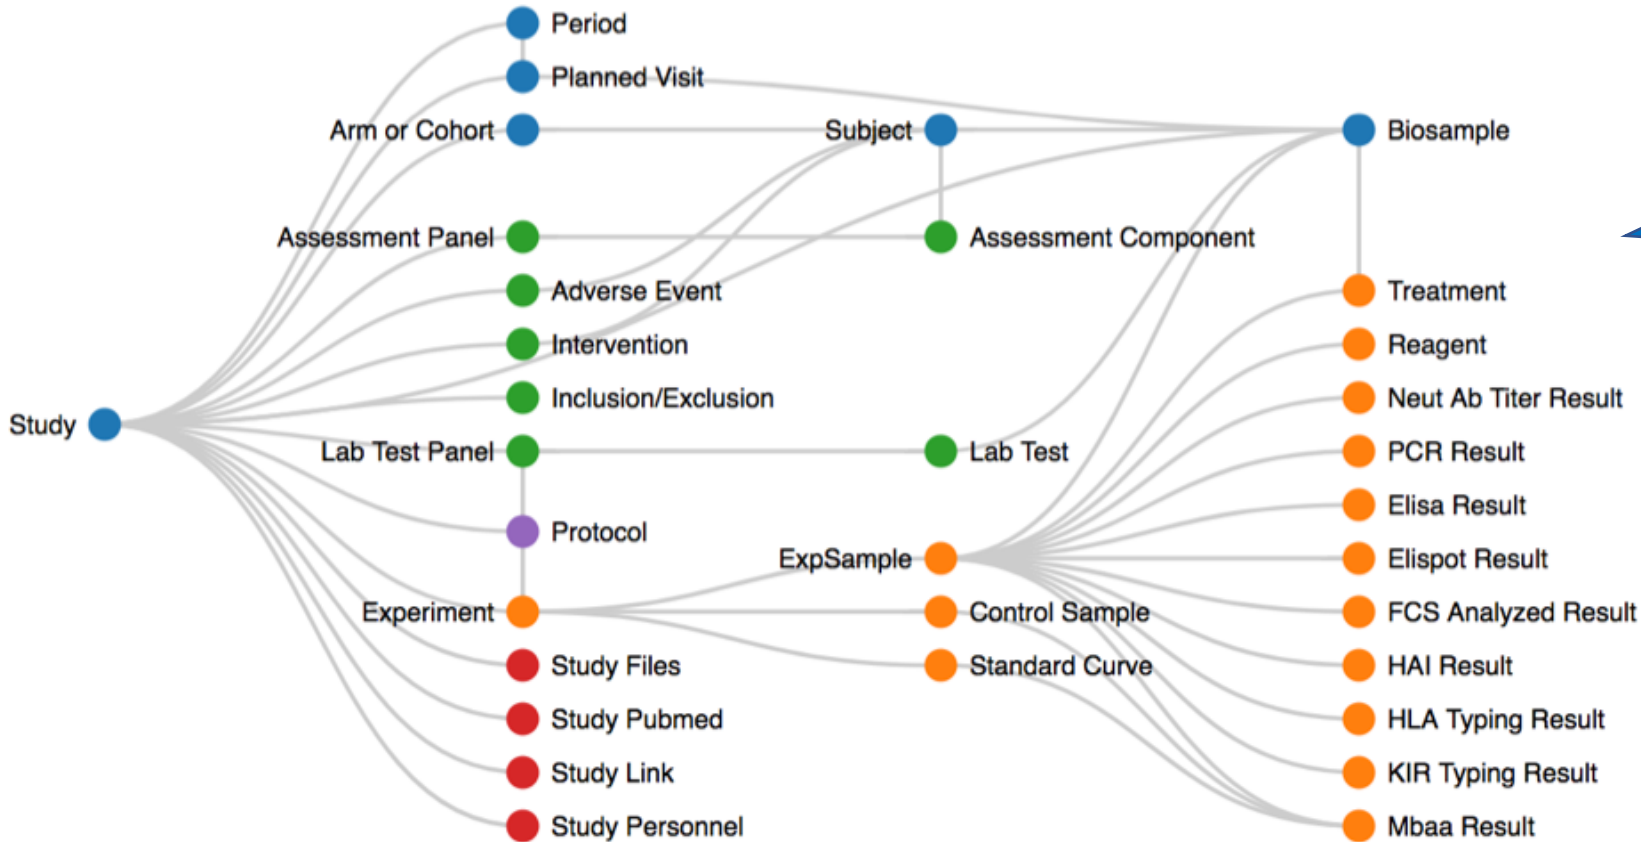 Period
Planned Visit
Arm or Cohort
Subject
Biosample
Assessment Panel
Assessment Component
Adverse Event
Treatment
Intervention
Reagent
Inclusion/Exclusion
Neut Ab Titer Result
Study
Lab Test Panel
Lab Test
PCR Result
Elisa Result
Protocol
ExpSample
Elispot Result
Experiment
Control Sample
FCS Analyzed Result
Study Files
Standard Curve
HAI Result
Study Pubmed
HLA Typing Result
Study Link
KIR Typing Result
Study Personnel
Mbaa Result